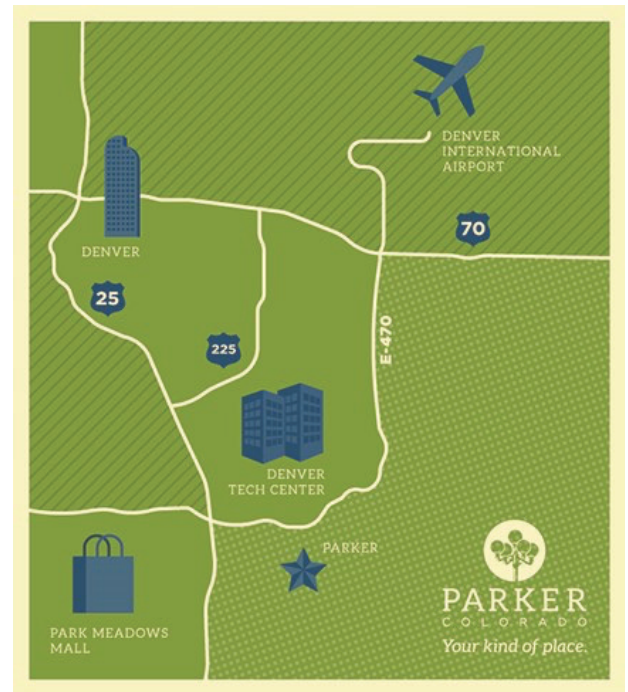 DENVER
INTERNATIONAL
AIRPORT
70
DENVER
25
E-470
225
DENVER
TECH CENTER
PARKER
PARK MEADOWS
MALL
PARKER
COLORADO
Your kind of place.